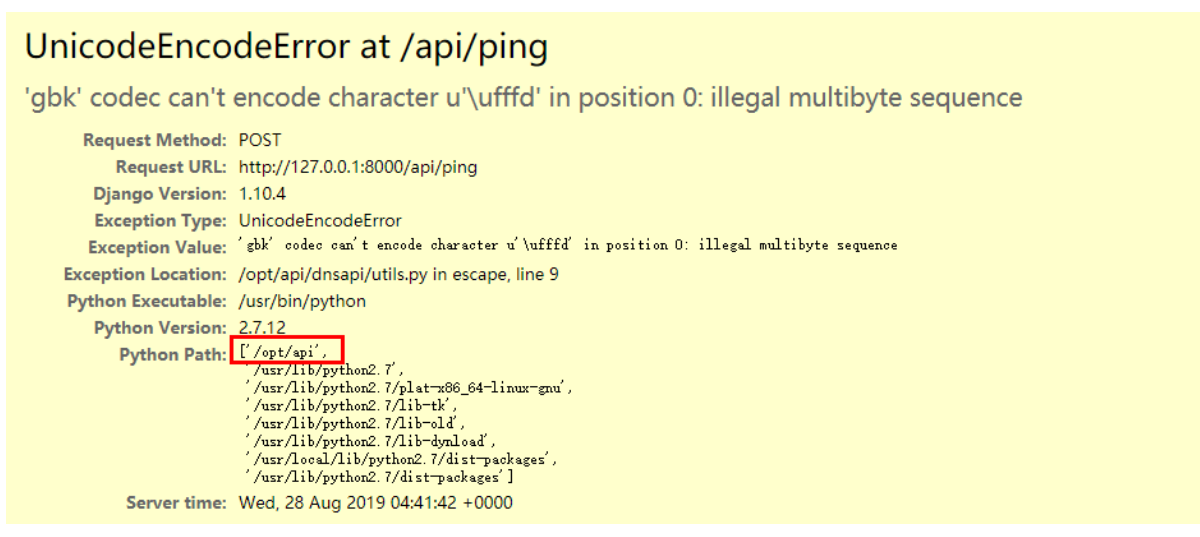 UnicodeEncodeError at /api/ping
'gbk' codec can't encode character u'\ufffd' in position 0: illegal multibyte sequence
Request Method: POST
Request URL: http://127.0.0.1:8000/api/ping
Django Version: 1.10.4
Exception Type: UnicodeEncodeError
Exception Value: 'gbk' codec can't encode character u'\ufffd' in position 0: illegal multibyte sequence
Exception Location: /opt/api/dnsapi/utils.py in escape, line 9
Python Executable: /usr/bin/python
Python Version: 2.7.12
Python Path: ['/opt/api',
'/usr/lib/python2.7',
'/usr/lib/python2.7/plat-x86_64-linux-gnu',
'/usr/lib/python2.7/lib-tk',
'/usr/lib/python2.7/lib-old',
'/usr/lib/python2.7/lib-dynload',
'/usr/local/lib/python2.7/dist-packages',
'/usr/lib/python2.7/dist-packages']
Server time: Wed, 28 Aug 2019 04:41:42 +0000